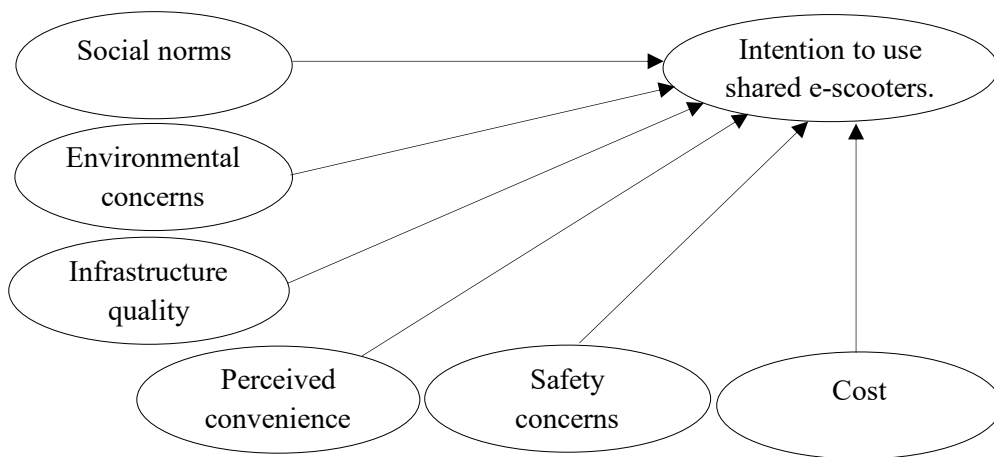 Social norms
Intention to use
shared e-scooters.
Environmental
concerns
Infrastructure
quality
Perceived
convenience
Safety
concerns
Cost